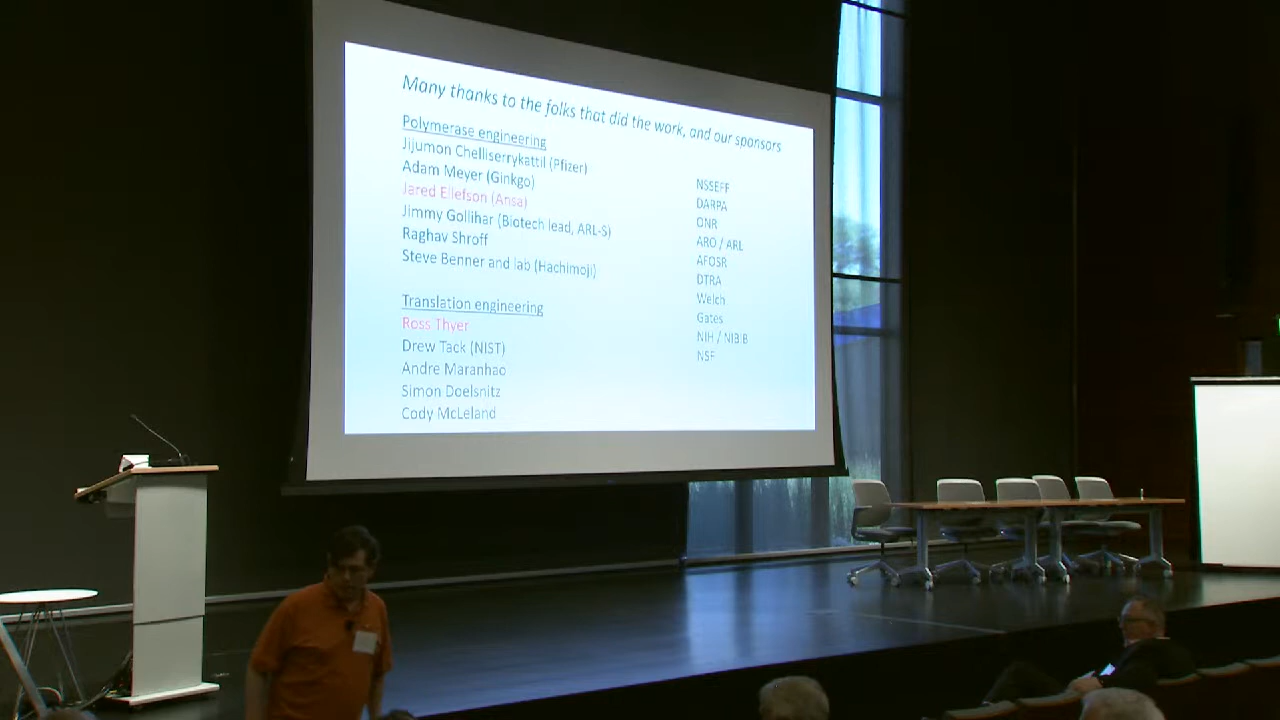 Many thanks to the folks that did the work, and our sponsors
Polymerase engineering
Jijumon Chelliserrykattil (Pfizer)
Adam Meyer (Ginkgo)
Jared Ellefson (Ansa)
Jimmy Gollihar (Biotech lead, ARL-S)
Raghav Shroff
Steve Benner and lab (Hachimoji)
Translation engineering
Ross Thyer
Drew Tack (NIST)
Andre Maranhao
Simon Doelsnitz
Cody McLeland
NSSEFF
DARPA
ONR
ARO / ARL
AFOSR
DTRA
Welch
Gates
NIH / NIBIB
NSF